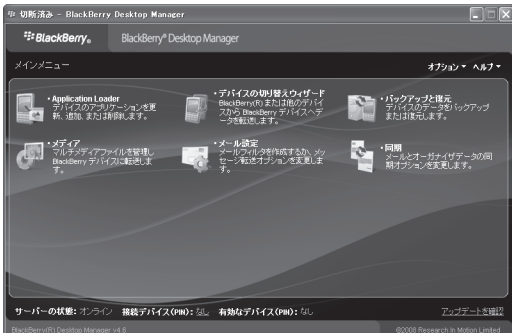 切断済み - BlackBerry Desktop Manager
BlackBerry® BlackBerry® Desktop Manager
メインメニュー オプション ヘルプ
・Application Loader
デバイスのアプリケーションを更
新、追加、または削除します。
・デバイスの切り替えウィザード
BlackBerry(R) または他のデバイ
スから BlackBerry デバイスへデ
ータを転送します。
・バックアップと復元
デバイスのデータをバックアップ
または復元します。
・メディア
マルチメディアファイルを管理し
BlackBerry デバイスに転送しま
す。
・メール設定
メールフィルタを作成するか、メッ
セージ転送オプションを変更しま
す。
・同期
メールとオーガナイザデータの同
期オプションを変更します。
サーバーの状態: オンライン 接続デバイス(PIN): なし 有効なデバイス(PIN): なし アップデートを確認
BlackBerry(R) Desktop Manager v4.6 ©2008 Research In Motion Limited